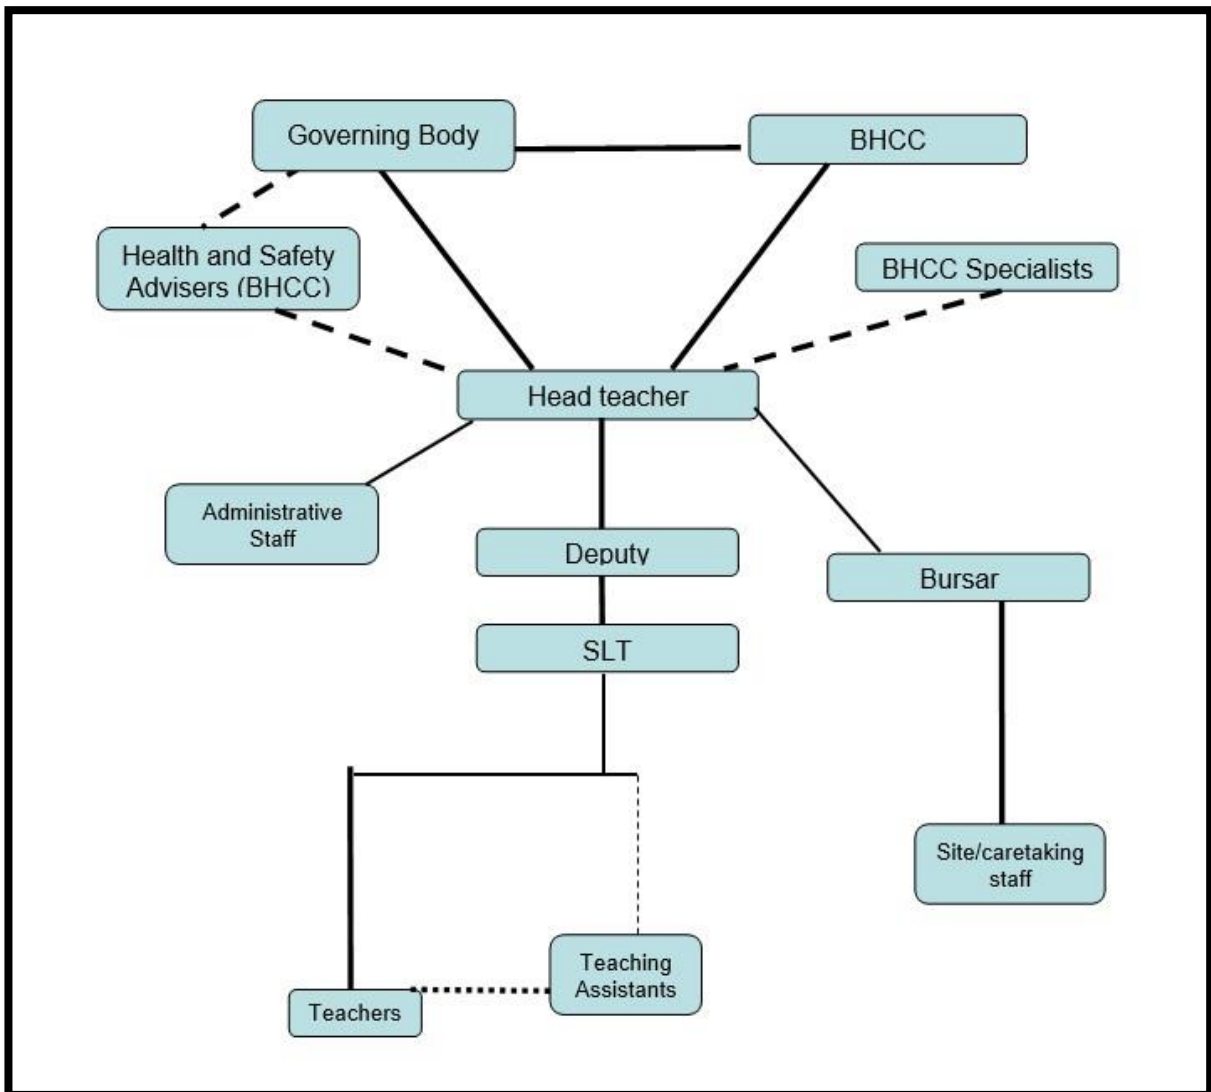 Governing Body
BHCC
Health and Safety
Advisers (BHCC)
BHCC Specialists
Head teacher
Administrative
Staff
Deputy
Bursar
SLT
Site/caretaking
staff
Teaching
Assistants
Teachers